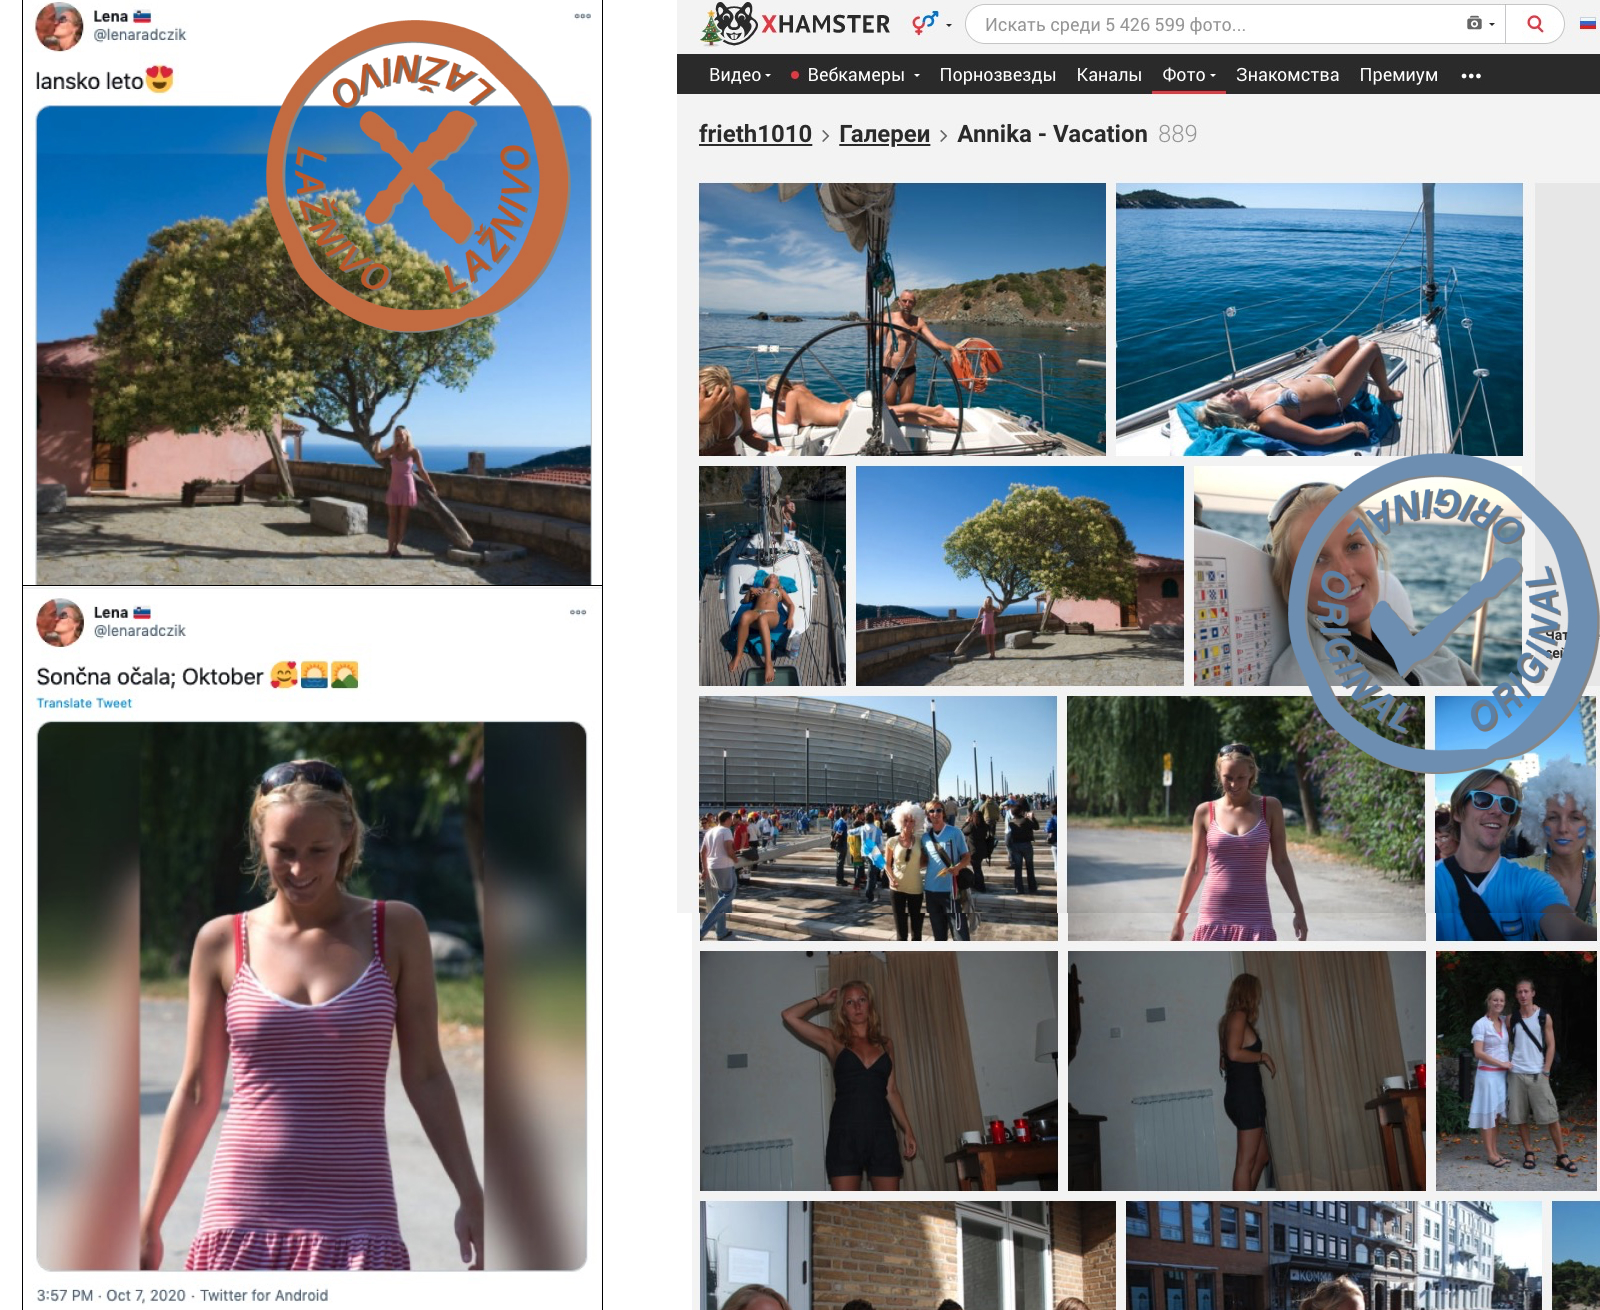 Lena
@lenaradczik
lansko leto
LAŽNIVO
LAŽNIVO
LAŽNIVO
Lena
@lenaradczik
Sončna očala; Oktober
Translate Tweet
3:57 PM · Oct 7, 2020 · Twitter for Android
XHAMSTER
Искать среди 5 426 599 фото...
Видео
Вебкамеры
Порнозвезды
Каналы
Фото
Знакомства
Премиум
frieth1010 > Галереи > Annika - Vacation 889
ORIGINAL
ORIGINAL
ORIGINAL
Чат
сей
KOMM